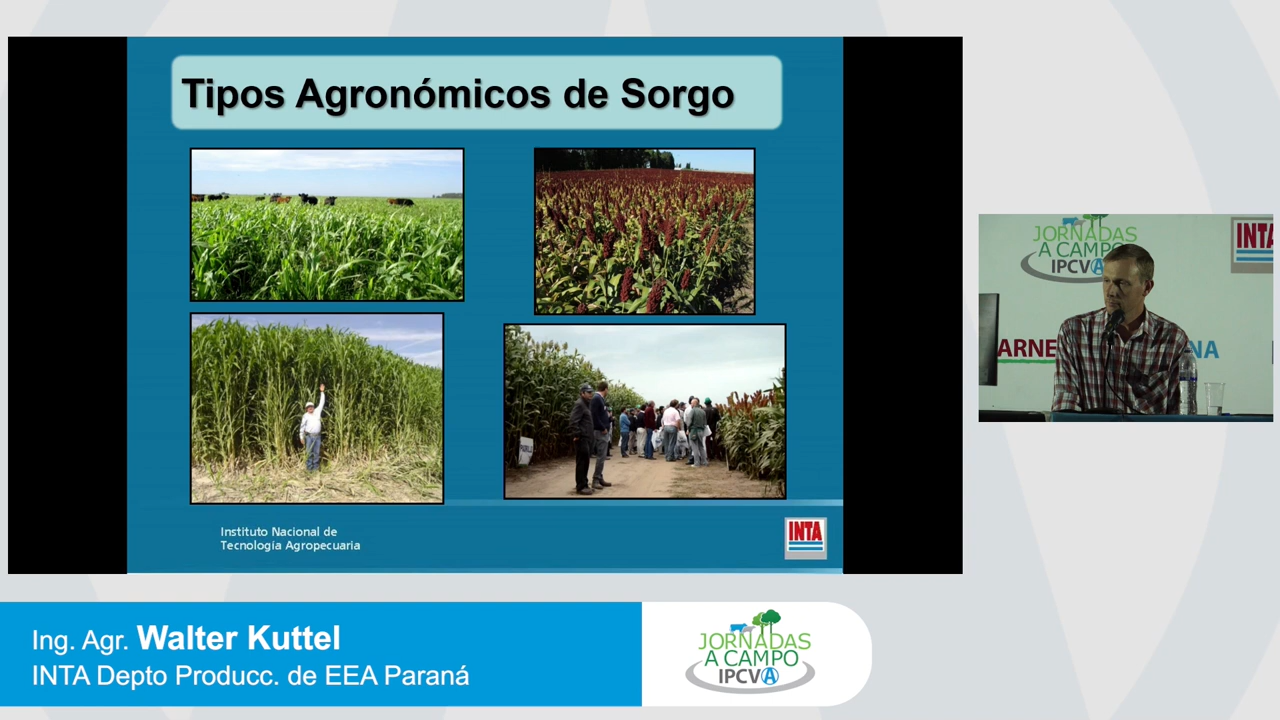 Tipos Agronómicos de Sorgo
Instituto Nacional de
Tecnología Agropecuaria
INTA
JORNADAS
A CAMPO
IPCVA
INTA
ARNE
NA
Ing. Agr. Walter Kuttel
INTA Depto Producc. de EEA Paraná
JORNADAS
A CAMPO
IPCVA